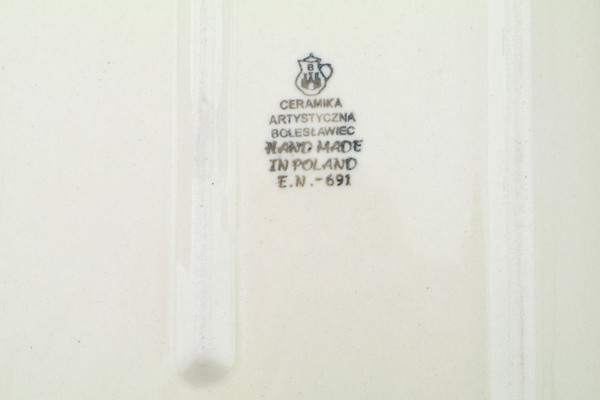 B
CERAMIKA
ARTYSTYCZNA
BOLESŁAWIEC
HAND MADE
IN POLAND
E.N.-691